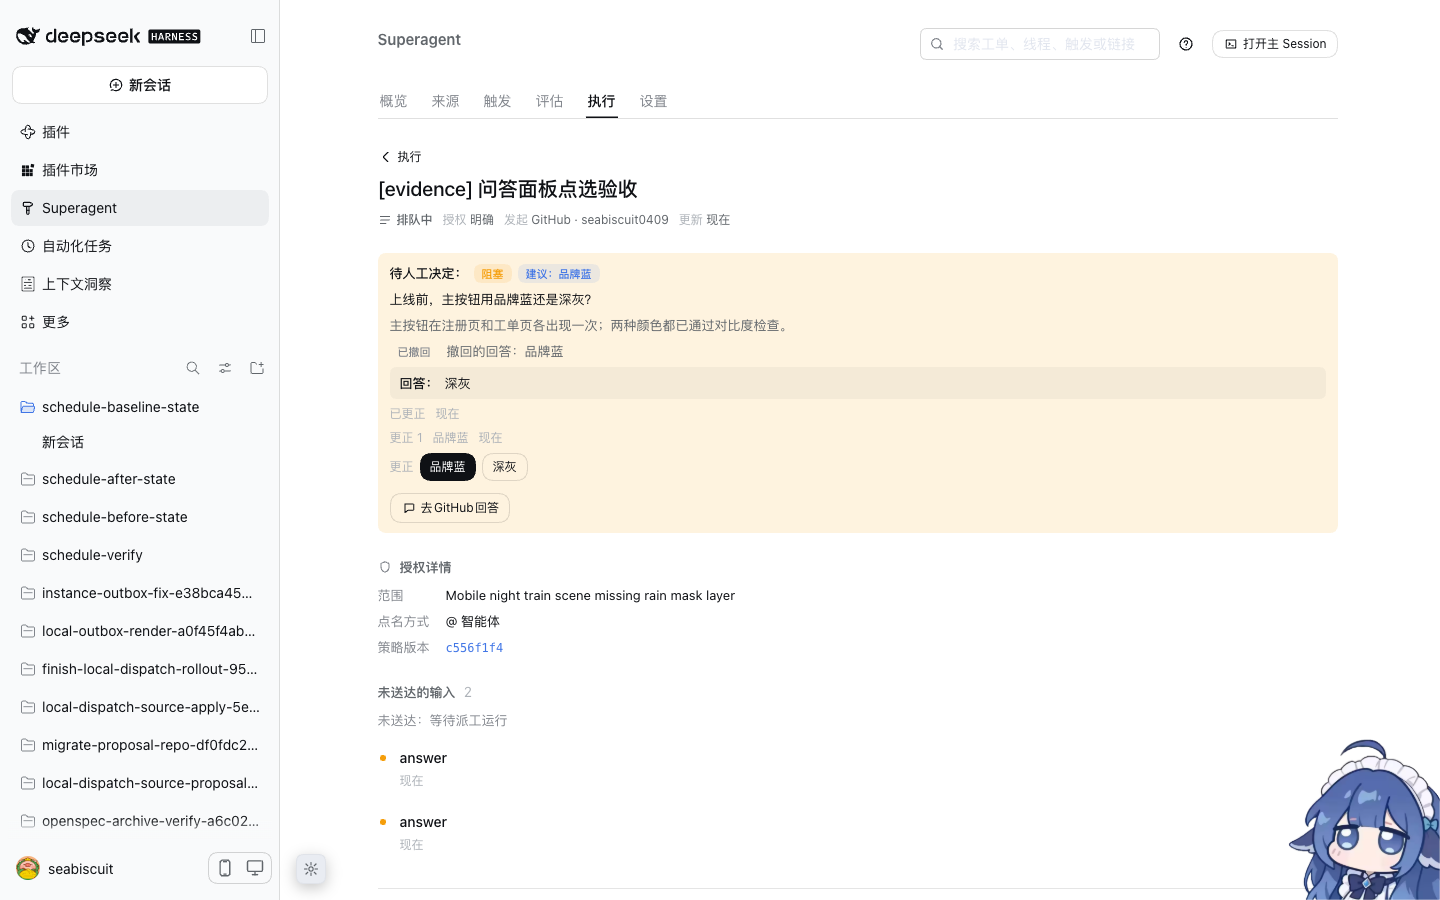 deepseek HARNESS
新会话
插件
插件市场
Superagent
自动化任务
上下文洞察
更多
工作区
schedule-baseline-state
新会话
schedule-after-state
schedule-before-state
schedule-verify
instance-outbox-fix-e38bca45...
local-outbox-render-a0f45f4ab...
finish-local-dispatch-rollout-95...
local-dispatch-source-apply-5e...
migrate-proposal-repo-df0fdc2...
local-dispatch-source-proposal...
openspec-archive-verify-a6c02...
seabiscuit
Superagent
搜索工单、线程、触发或链接
打开主 Session
概览 来源 触发 评估 执行 设置
执行
[evidence] 问答面板点选验收
排队中 授权 明确 发起 GitHub · seabiscuit0409 更新 现在
待人工决定： 阻塞 建议：品牌蓝
上线前，主按钮用品牌蓝还是深灰？
主按钮在注册页和工单页各出现一次；两种颜色都已通过对比度检查。
已撤回 撤回的回答：品牌蓝
回答： 深灰
已更正 现在
更正 1 品牌蓝 现在
更正 品牌蓝 深灰
去GitHub回答
授权详情
范围 Mobile night train scene missing rain mask layer
点名方式 @ 智能体
策略版本 c556f1f4
未送达的输入 2
未送达：等待派工运行
answer
现在
answer
现在